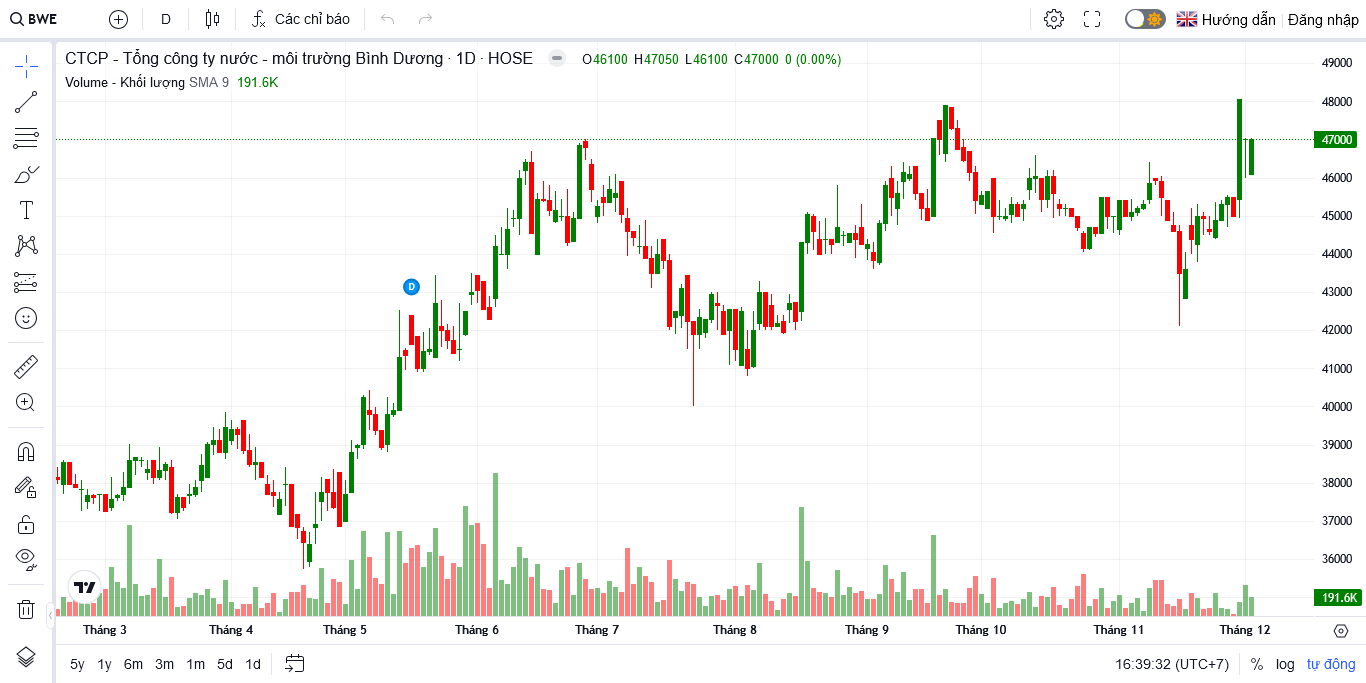 BWE D Các chỉ báo Hướng dẫn Đăng nhập
CTCP - Tổng công ty nước - môi trường Bình Dương · 1D · HOSE O46100 H47050 L46100 C47000 0 (0.00%)
Volume - Khối lượng SMA 9 191.6K
49000
48000
47000
46000
45000
44000
43000
42000
41000
40000
39000
38000
37000
36000
191.6K
D
Tháng 3 Tháng 4 Tháng 5 Tháng 6 Tháng 7 Tháng 8 Tháng 9 Tháng 10 Tháng 11 Tháng 12
5y 1y 6m 3m 1m 5d 1d 16:39:32 (UTC+7) % log tự động